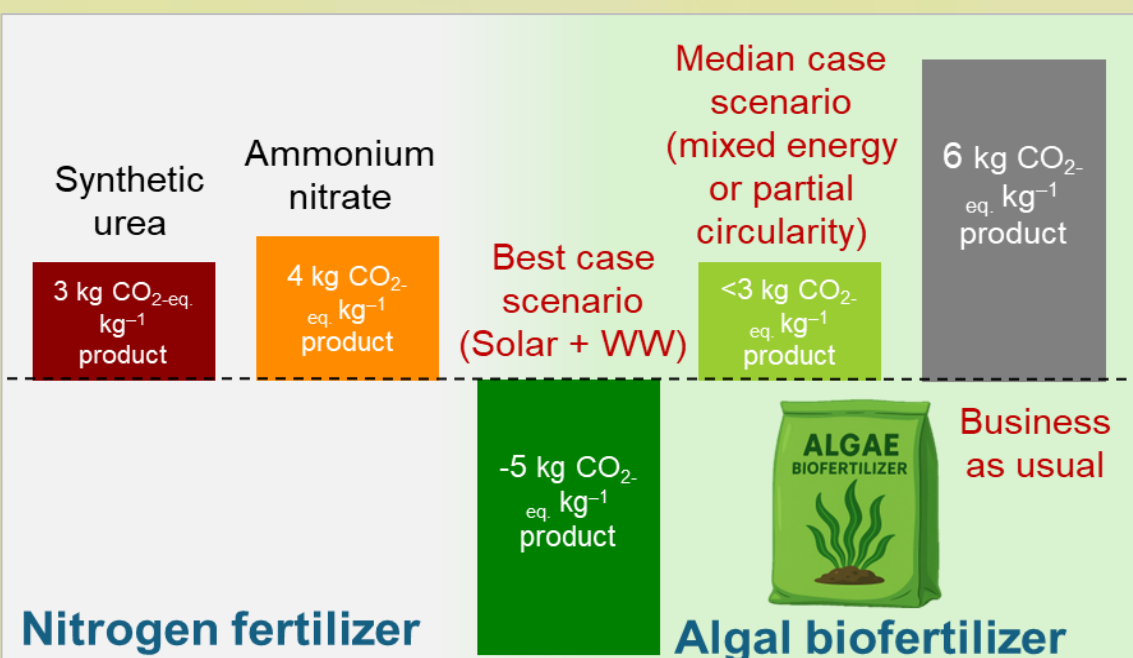 Synthetic
urea
3 kg CO₂-eq.
kg⁻¹
product
Ammonium
nitrate
4 kg CO₂-
eq. kg⁻¹
product
Best case
scenario
(Solar + WW)
-5 kg CO₂-
eq. kg⁻¹
product
Median case
scenario
(mixed energy
or partial
circularity)
<3 kg CO₂-
eq. kg⁻¹
product
6 kg CO₂-
eq. kg⁻¹
product
Business
as usual
ALGAE
BIOFERTILIZER
Nitrogen fertilizer
Algal biofertilizer